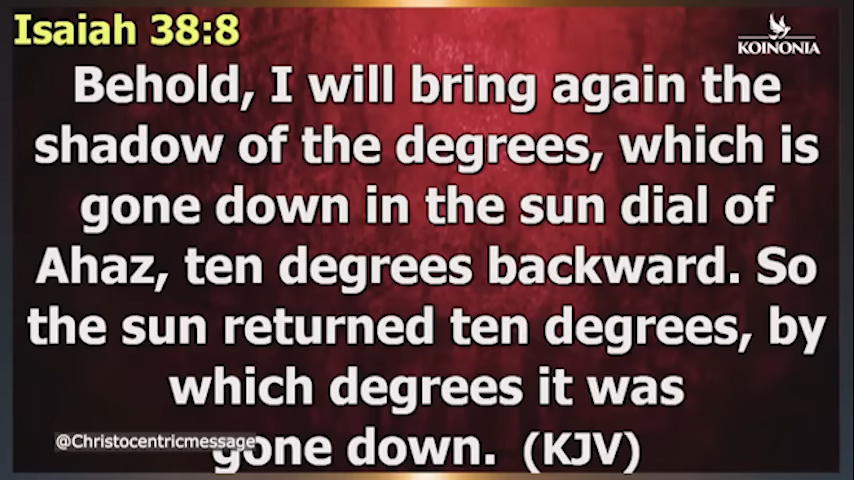 Isaiah 38:8
KOINONIA
Behold, I will bring again the
shadow of the degrees, which is
gone down in the sun dial of
Ahaz, ten degrees backward. So
the sun returned ten degrees, by
which degrees it was
@Christocentricmessage
gone down. (KJV)